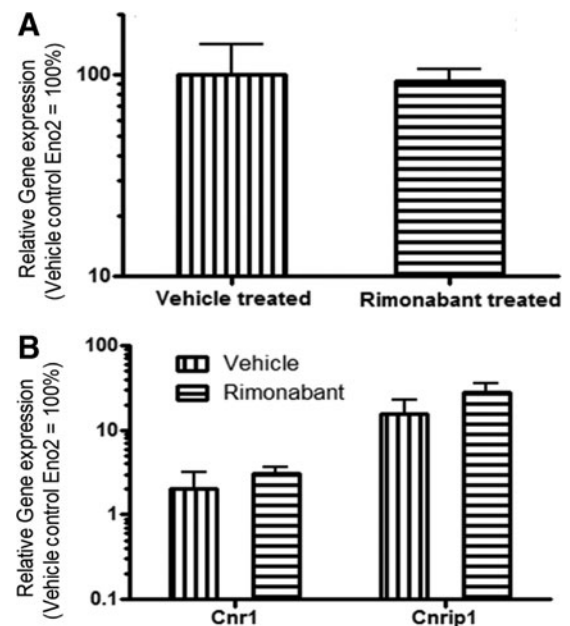 A
Relative Gene expression
(Vehicle control Eno2 = 100%)
100
10
Vehicle treated
Rimonabant treated
B
Relative Gene expression
(Vehicle control Eno2 = 100%)
100
10
1
0.1
Vehicle
Rimonabant
Cnr1
Cnrip1